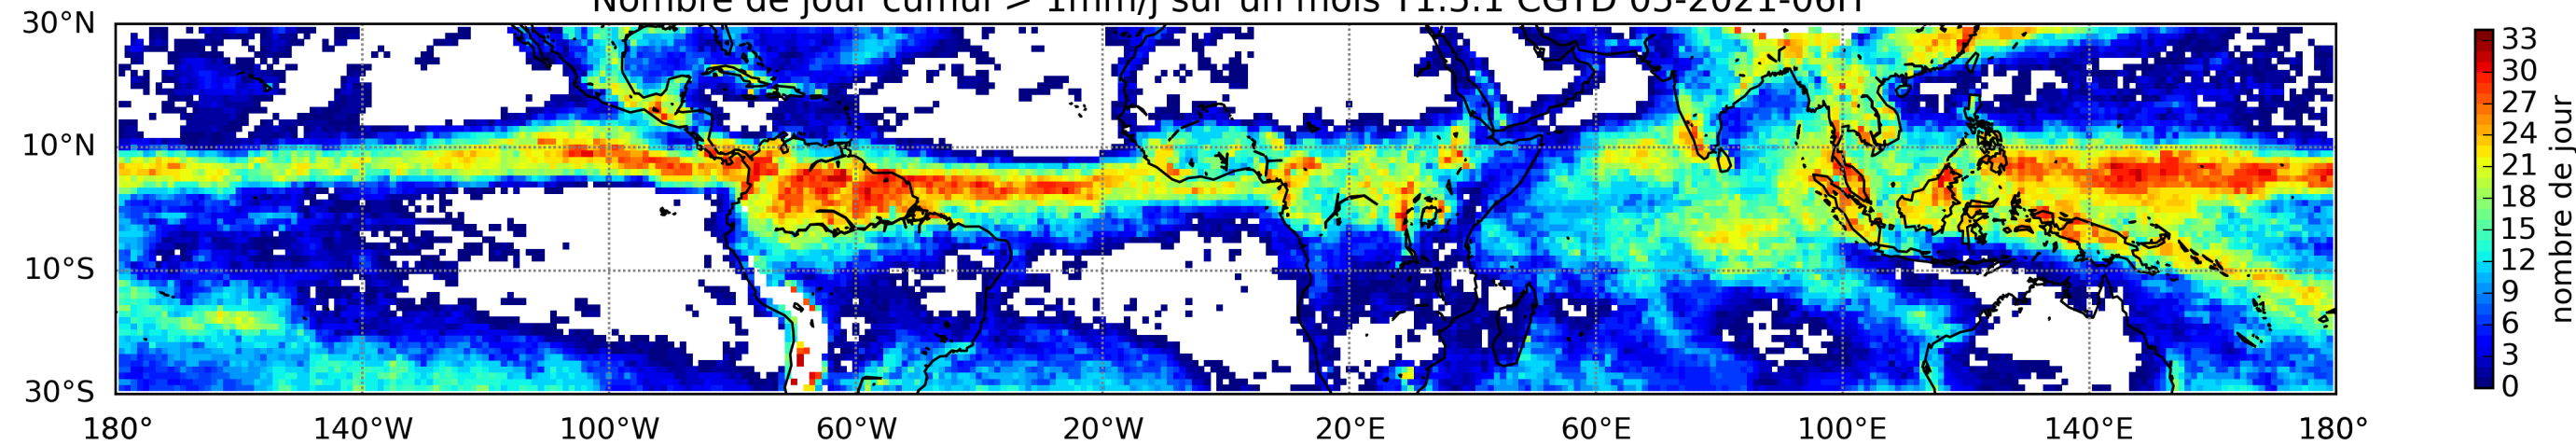 Nombre de jour cumul > 1mm/j sur un mois T1.5.1 CGTD 05-2021-06H
30°N
10°N
10°S
30°S
180° 140°W 100°W 60°W 20°W 20°E 60°E 100°E 140°E 180°
33
30
27
24
21
18
15
12
9
6
3
0
nombre de jour